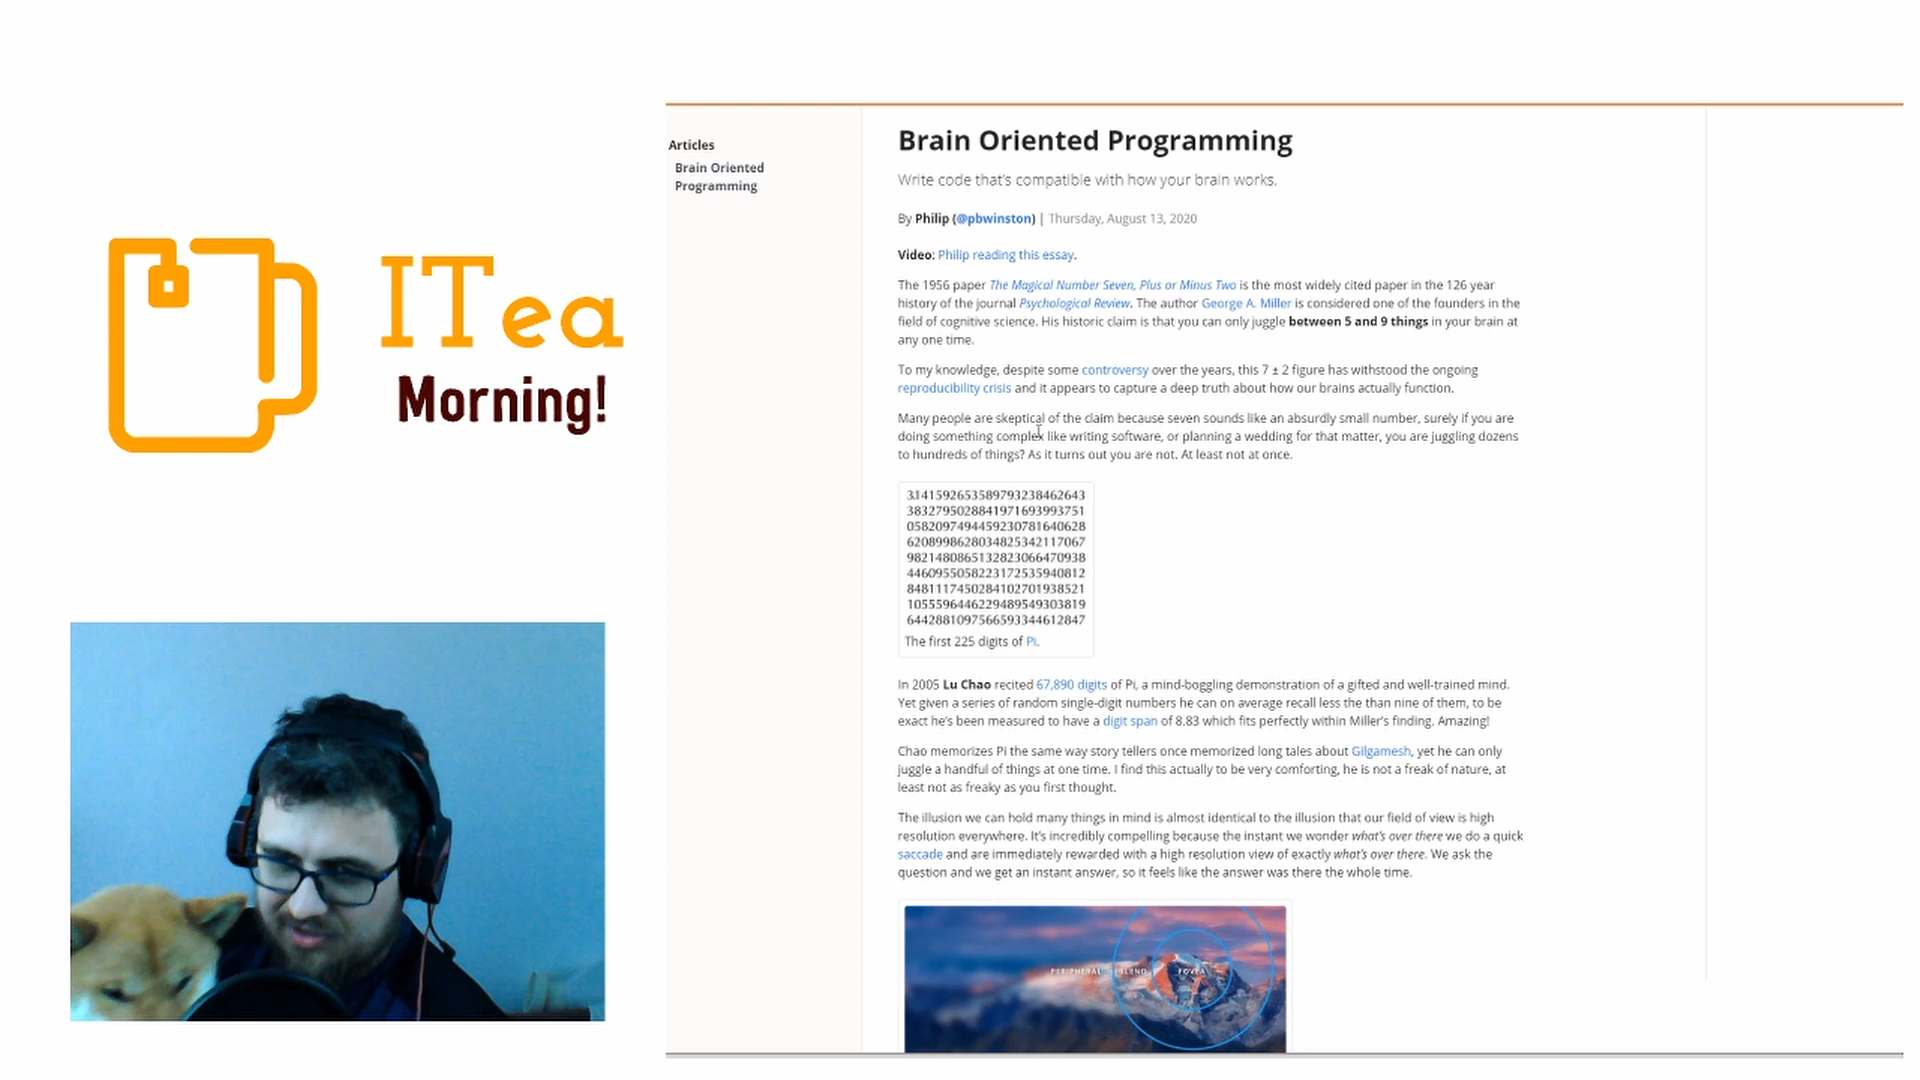 ITea
Morning!
Articles
Brain Oriented
Programming
Brain Oriented Programming
Write code that's compatible with how your brain works.
By Philip (@pbwinston) | Thursday, August 13, 2020
Video: Philip reading this essay.
The 1956 paper The Magical Number Seven, Plus or Minus Two is the most widely cited paper in the 126 year
history of the journal Psychological Review. The author George A. Miller is considered one of the founders in the
field of cognitive science. His historic claim is that you can only juggle between 5 and 9 things in your brain at
any one time.
To my knowledge, despite some controversy over the years, this 7 ± 2 figure has withstood the ongoing
reproducibility crisis and it appears to capture a deep truth about how our brains actually function.
Many people are skeptical of the claim because seven sounds like an absurdly small number, surely if you are
doing something complex like writing software, or planning a wedding for that matter, you are juggling dozens
to hundreds of things? As it turns out you are not. At least not at once.
3.141592653589793238462643
3832795028841971693993751
0582097494459230781640628
6208998628034825342117067
9821480865132823066470938
4460955058223172535940812
8481117450284102701938521
1055596446229489549303819
6442881097566593344612847
The first 225 digits of Pi.
In 2005 Lu Chao recited 67,890 digits of Pi, a mind-boggling demonstration of a gifted and well-trained mind.
Yet given a series of random single-digit numbers he can on average recall less the than nine of them, to be
exact he's been measured to have a digit span of 8.83 which fits perfectly within Miller's finding. Amazing!
Chao memorizes Pi the same way story tellers once memorized long tales about Gilgamesh, yet he can only
juggle a handful of things at one time. I find this actually to be very comforting, he is not a freak of nature, at
least not as freaky as you first thought.
The illusion we can hold many things in mind is almost identical to the illusion that our field of view is high
resolution everywhere. It's incredibly compelling because the instant we wonder what's over there we do a quick
saccade and are immediately rewarded with a high resolution view of exactly what's over there. We ask the
question and we get an instant answer, so it feels like the answer was there the whole time.
PERIPHERAL BLEND FOVEA